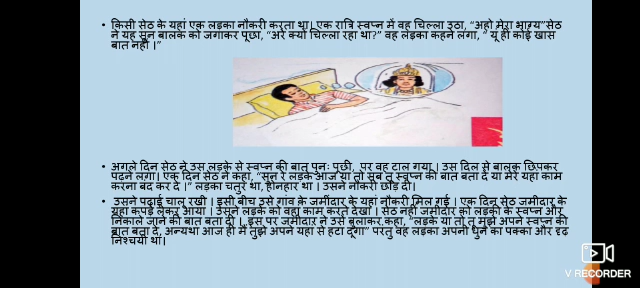 • किसी सेठ के यहां एक लड़का नौकरी करता था। एक रात्रि स्वप्न में वह चिल्ला उठा, “अहो मेरा भाग्य”सेठ
ने यह सुन बालक को जगाकर पूछा, “अरे क्यों चिल्ला रहा था?” वह लड़का कहने लगा, “ यूं ही कोई खास
बात नहीं ।”
• अगले दिन सेठ ने उस लड़के से स्वप्न की बात पुनः पूछी, पर वह टाल गया । उस दिल से बालक छिपकर
पढ़ने लगा। एक दिन सेठ ने कहा, “सुन रे लड़के आज या तो सब तू स्वप्न की बात बता दे या मेरे यहां काम
करना बंद कर दे ।” लड़का चतुर था, होनहार था । उसने नौकरी छोड़ दी।
• उसने पढ़ाई चालू रखी । इसी बीच उसे गांव के जमींदार के यहां नौकरी मिल गई । एक दिन सेठ जमींदार के
यहां कपड़े लेकर आया । उसने लड़के को वहां काम करते देखा । सेठ नहीं जमींदार को लड़की के स्वप्न और
निकाले जाने की बात बता दी । इस पर जमींदार ने उसे बुलाकर कहा, “लड़के या तो तू मुझे अपने स्वप्न की
बात बता दे, अन्यथा आज ही मैं तुझे अपने यहां से हटा दूंगा” परंतु वह लड़का अपनी धुन का पक्का और दृढ़
निश्चयी था।
V RECORDER